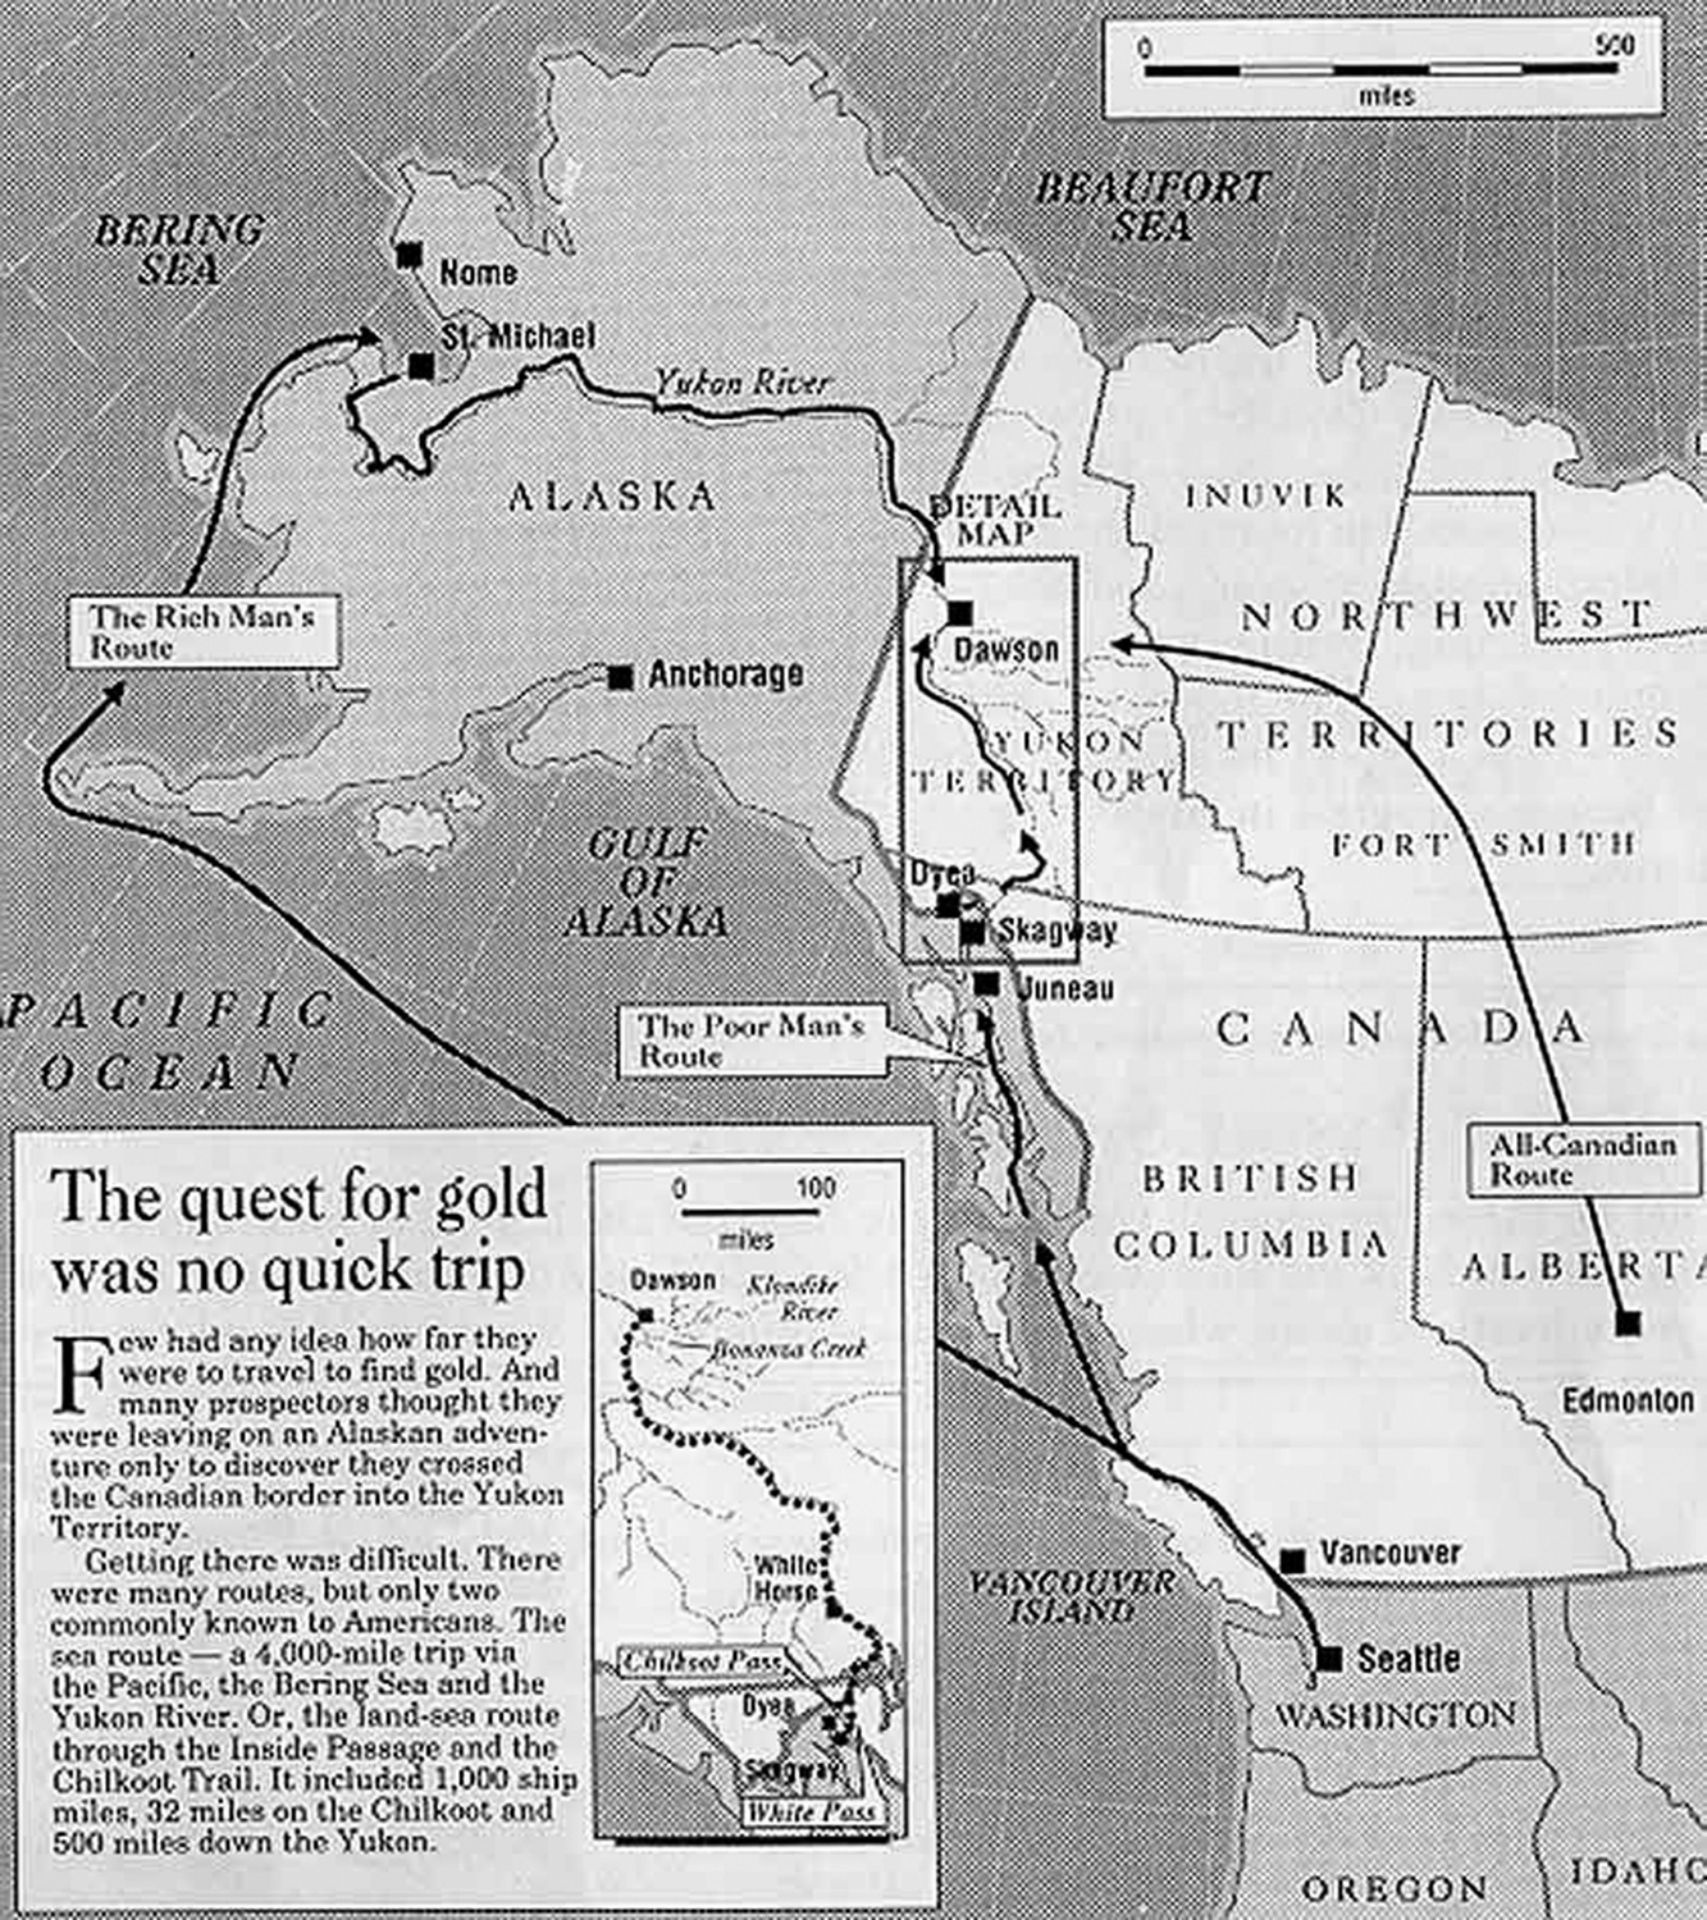 0 500
miles
BEAUFORT
SEA
BERING
SEA
Nome
St. Michael
Yukon River
ALASKA
DETAIL
MAP
INUVIK
The Rich Man's
Route
NORTHWEST
Dawson
Anchorage
YUKON
TERRITORY
TERRITORIES
FORT SMITH
GULF
OF
ALASKA
Dyea
Skagway
Juneau
PACIFIC
OCEAN
The Poor Man's
Route
CANADA
All-Canadian
Route
BRITISH
COLUMBIA
ALBERTA
Edmonton
Vancouver
VANCOUVER
ISLAND
Seattle
WASHINGTON
OREGON
IDAHO
The quest for gold
was no quick trip
Few had any idea how far they
were to travel to find gold. And
many prospectors thought they
were leaving on an Alaskan adven-
ture only to discover they crossed
the Canadian border into the Yukon
Territory.
Getting there was difficult. There
were many routes, but only two
commonly known to Americans. The
sea route — a 4,000-mile trip via
the Pacific, the Bering Sea and the
Yukon River. Or, the land-sea route
through the Inside Passage and the
Chilkoot Trail. It included 1,000 ship
miles, 32 miles on the Chilkoot and
500 miles down the Yukon.
0 100
miles
Dawson
Klondike
River
Bonanza Creek
White
Horse
Chilkoot Pass
Dyea
Skagway
White Pass